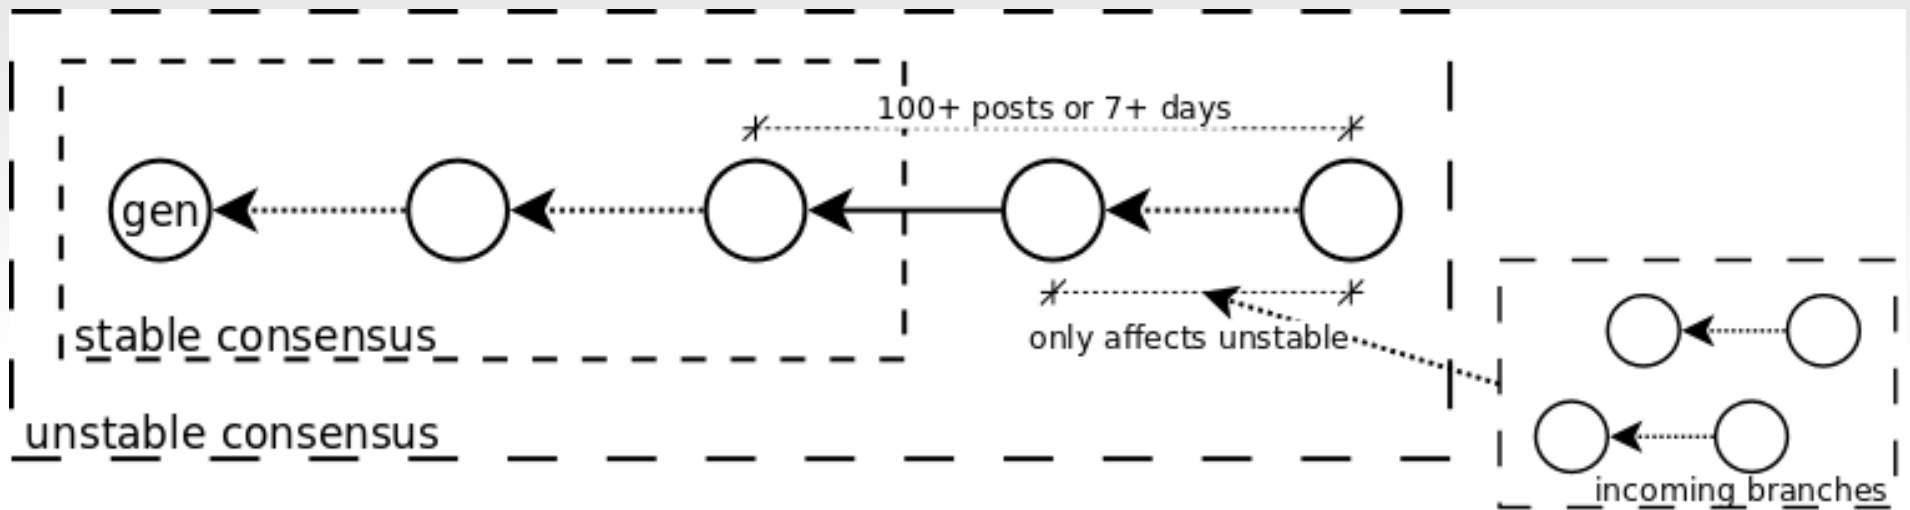 100+ posts or 7+ days
gen
only affects unstable
stable consensus
unstable consensus
incoming branches